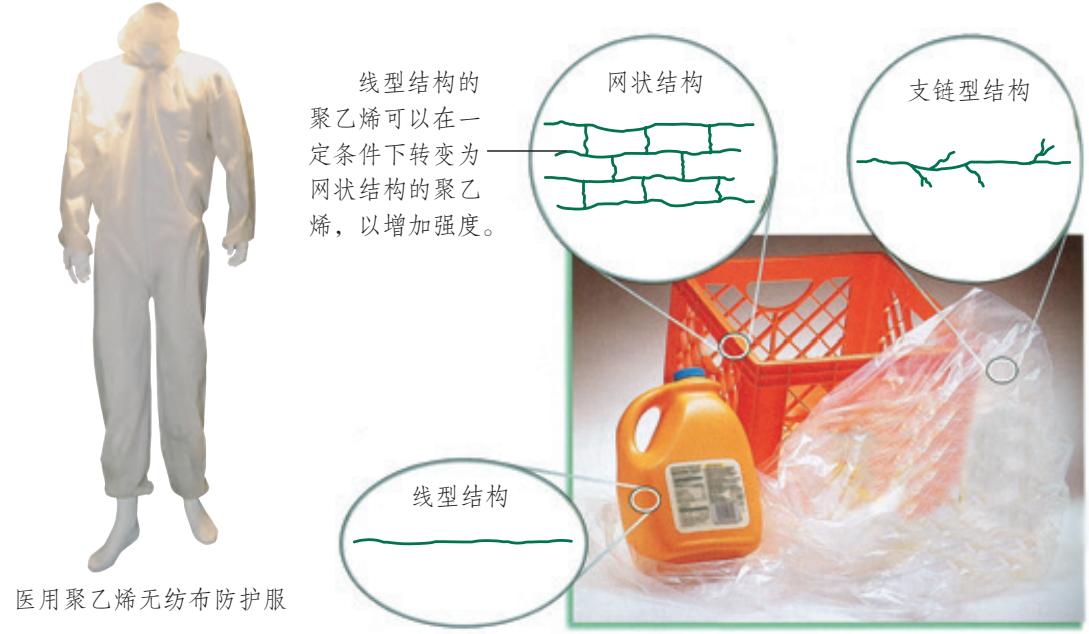 线型结构的
聚乙烯可以在一
定条件下转变为
网状结构的聚乙
烯，以增加强度。
网状结构
支链型结构
线型结构
医用聚乙烯无纺布防护服